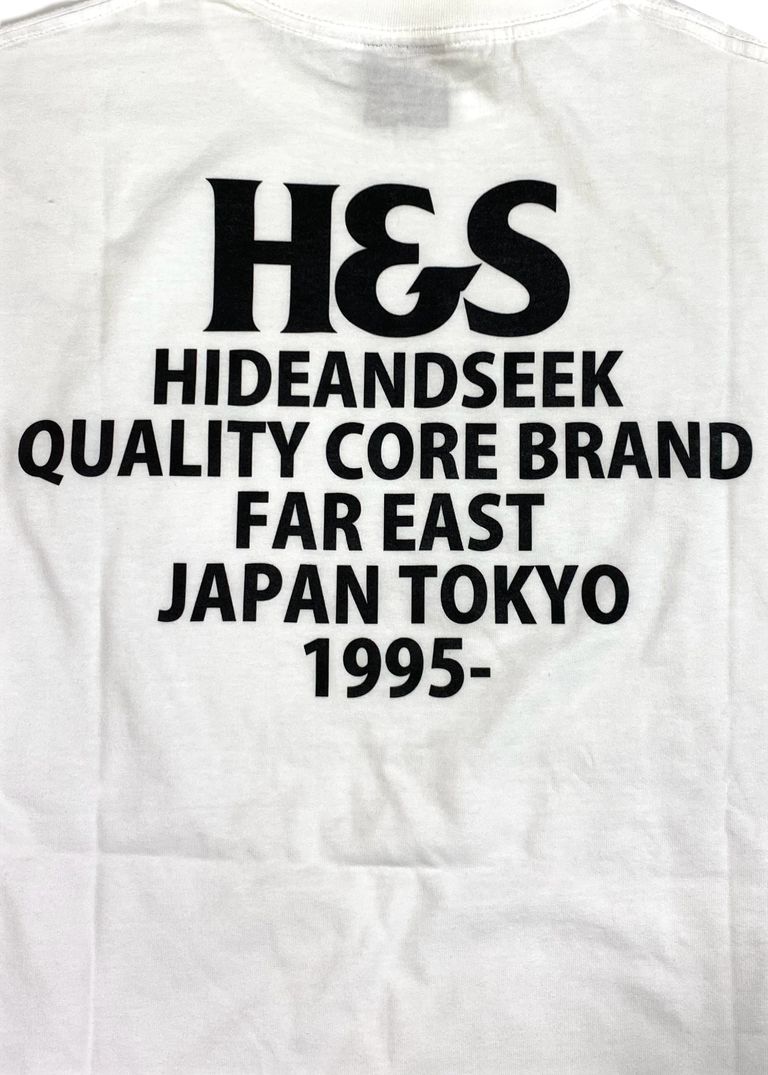 H&S
HIDEANDSEEK
QUALITY CORE BRAND
FAR EAST
JAPAN TOKYO
1995-